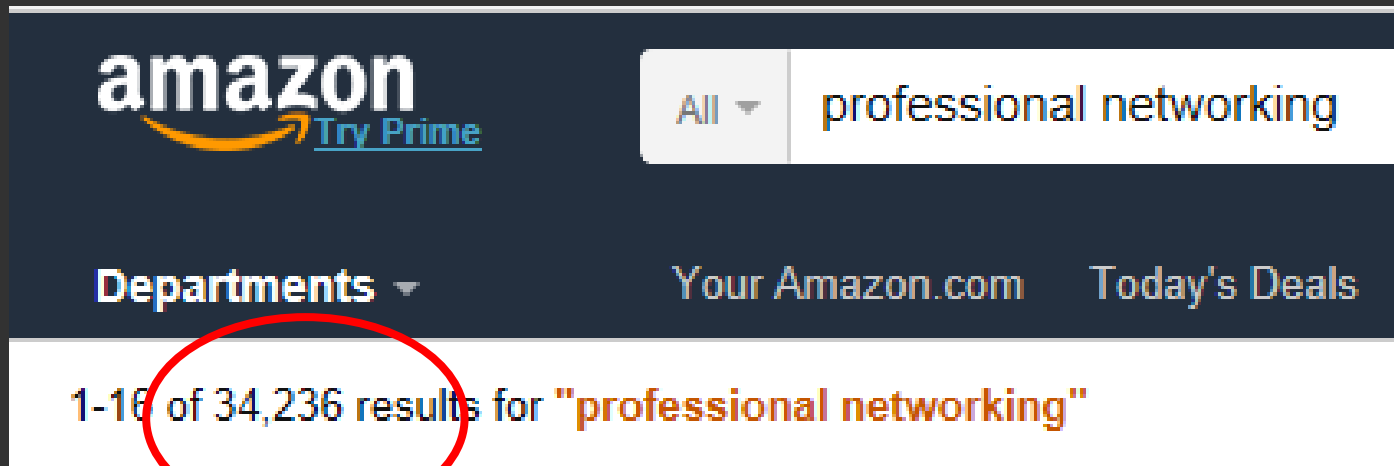 amazon
Try Prime
All
professional networking
Departments
Your Amazon.com
Today's Deals
1-16 of 34,236 results for "professional networking"